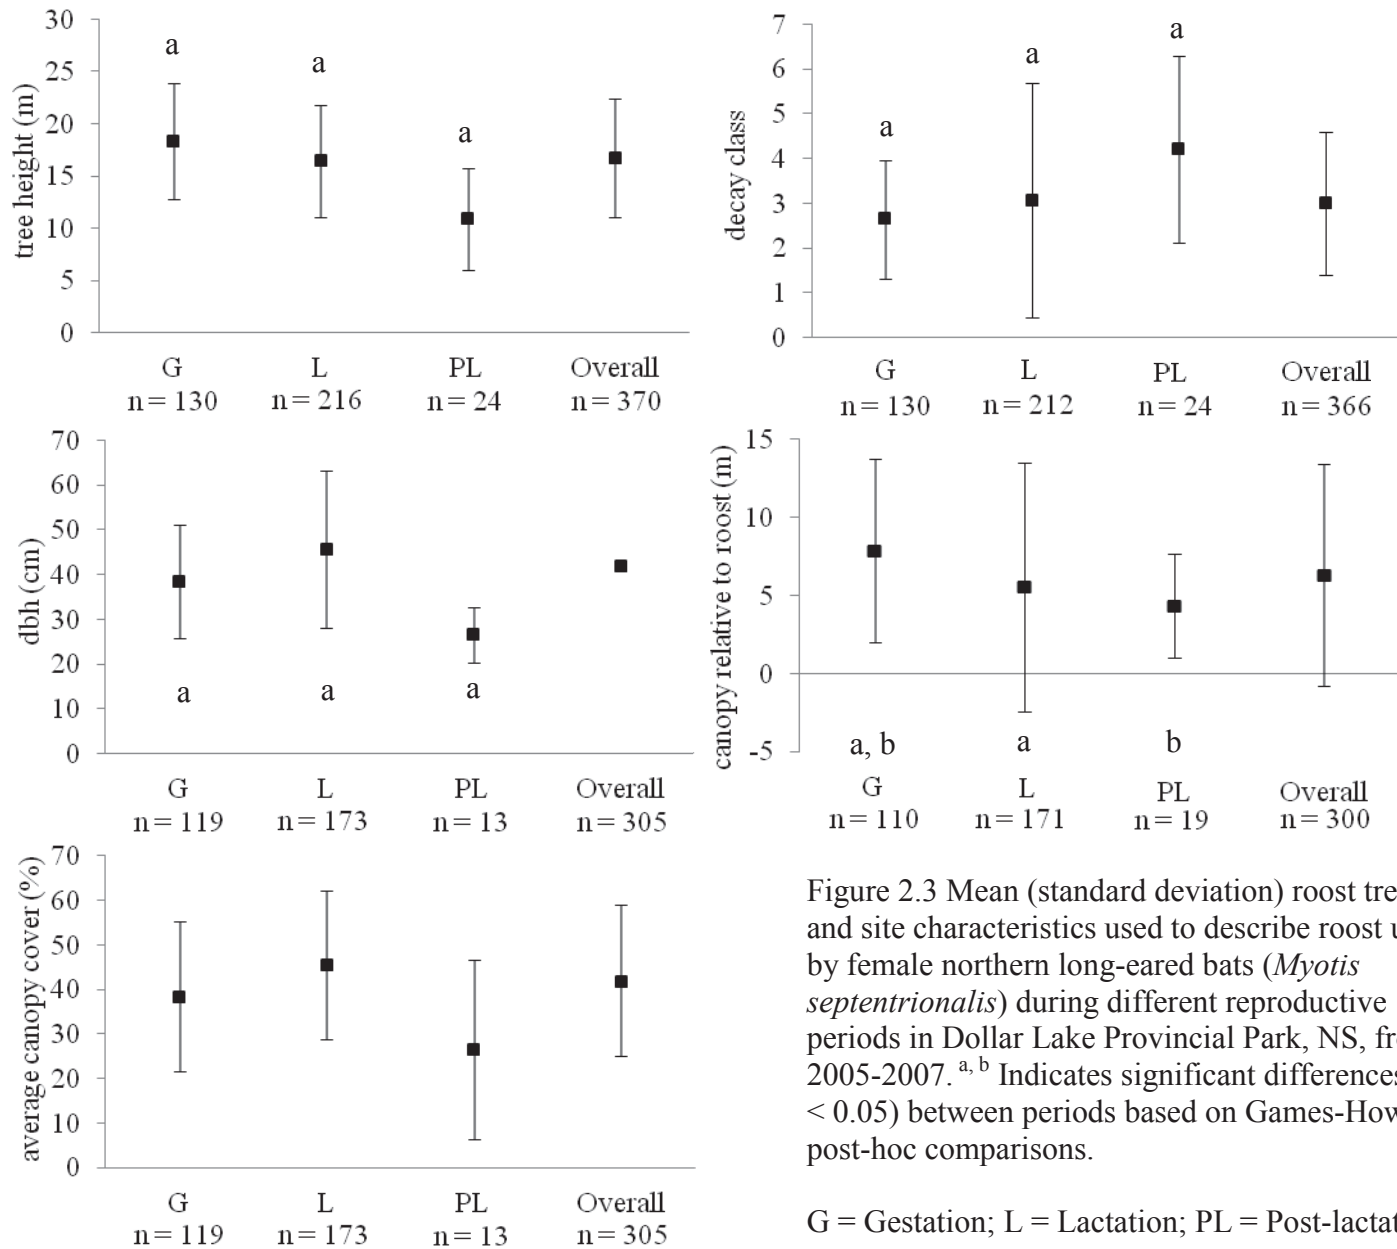 30
25
20
15
10
5
0
tree height (m)
a
a
a
G
L
PL
Overall
n = 130
n = 216
n = 24
n = 370
7
6
5
4
3
2
1
0
decay class
a
a
a
G
L
PL
Overall
n = 130
n = 212
n = 24
n = 366
70
60
50
40
30
20
10
0
dbh (cm)
a
a
a
G
L
PL
Overall
n = 119
n = 173
n = 13
n = 305
15
10
5
0
-5
canopy relative to roost (m)
a, b
a
b
G
L
PL
Overall
n = 110
n = 171
n = 19
n = 300
70
60
50
40
30
20
10
0
average canopy cover (%)
G
L
PL
Overall
n = 119
n = 173
n = 13
n = 305
Figure 2.3 Mean (standard deviation) roost tre
and site characteristics used to describe roost u
by female northern long-eared bats (Myotis
septentrionalis) during different reproductive
periods in Dollar Lake Provincial Park, NS, fr
2005-2007. a, b Indicates significant differences
< 0.05) between periods based on Games-How
post-hoc comparisons.
G = Gestation; L = Lactation; PL = Post-lactat